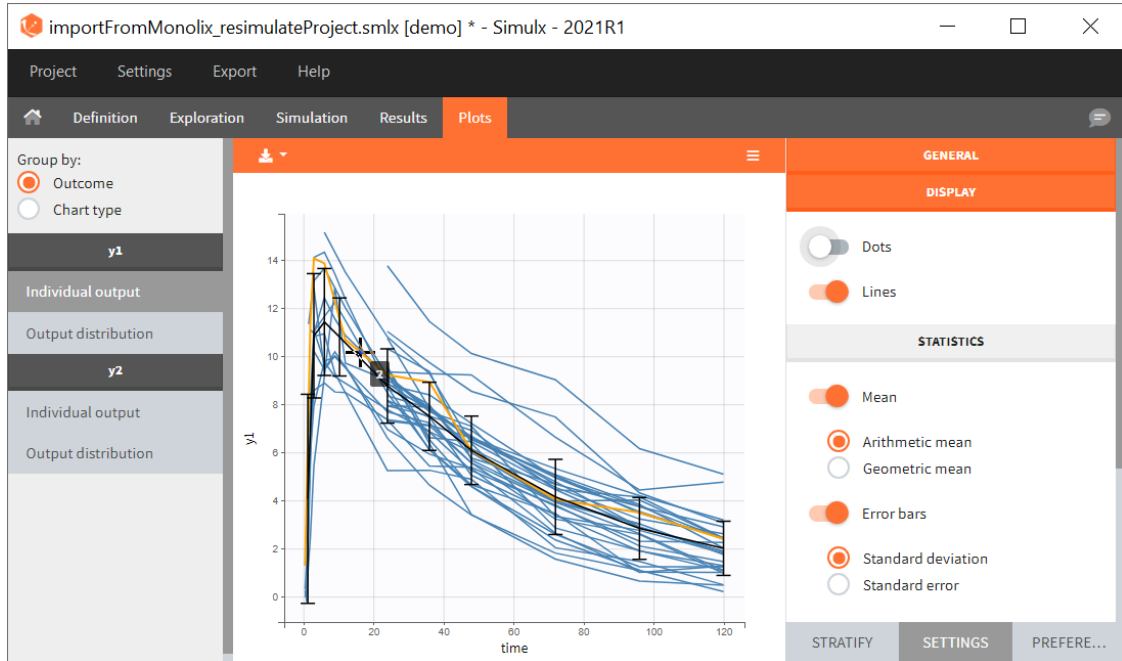 importFromMonolix_resimulateProject.smlx [demo] * - Simulx - 2021R1
Project Settings Export Help
Definition Exploration Simulation Results Plots
Group by:
Outcome
Chart type
y1
Individual output
Output distribution
y2
Individual output
Output distribution
14
12
10
8
6
4
2
0
y1
2
0 20 40 60 80 100 120
time
GENERAL
DISPLAY
Dots
Lines
STATISTICS
Mean
Arithmetic mean
Geometric mean
Error bars
Standard deviation
Standard error
STRATIFY SETTINGS PREFERE...